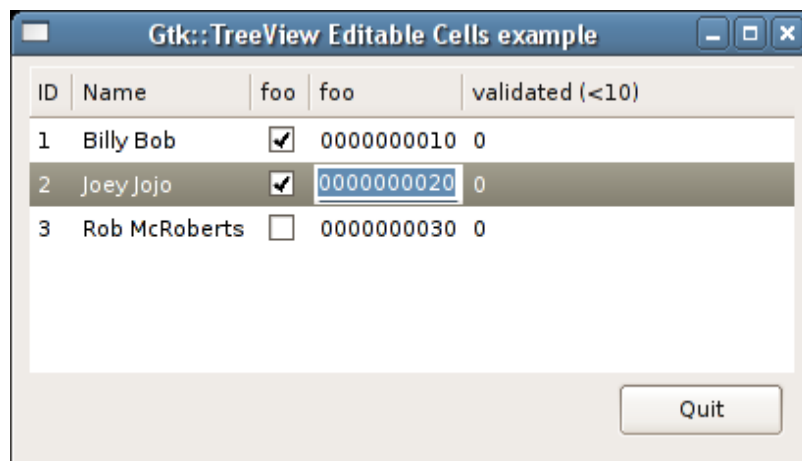 Gtk::TreeView Editable Cells example
ID Name foo foo validated (<10)
1 Billy Bob 0000000010 0
2 Joey Jojo 0000000020 0
3 Rob McRoberts 0000000030 0
Quit